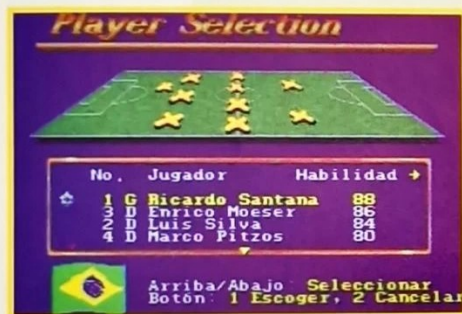 Player Selection
No. Jugador Habilidad →
1 G Ricardo Santana 88
3 D Enrico Moeser 86
2 D Luis Silva 84
4 D Marco Pitzos 80
Arriba/Abajo: Seleccionar
Botón: 1 Escoger, 2 Cancelar